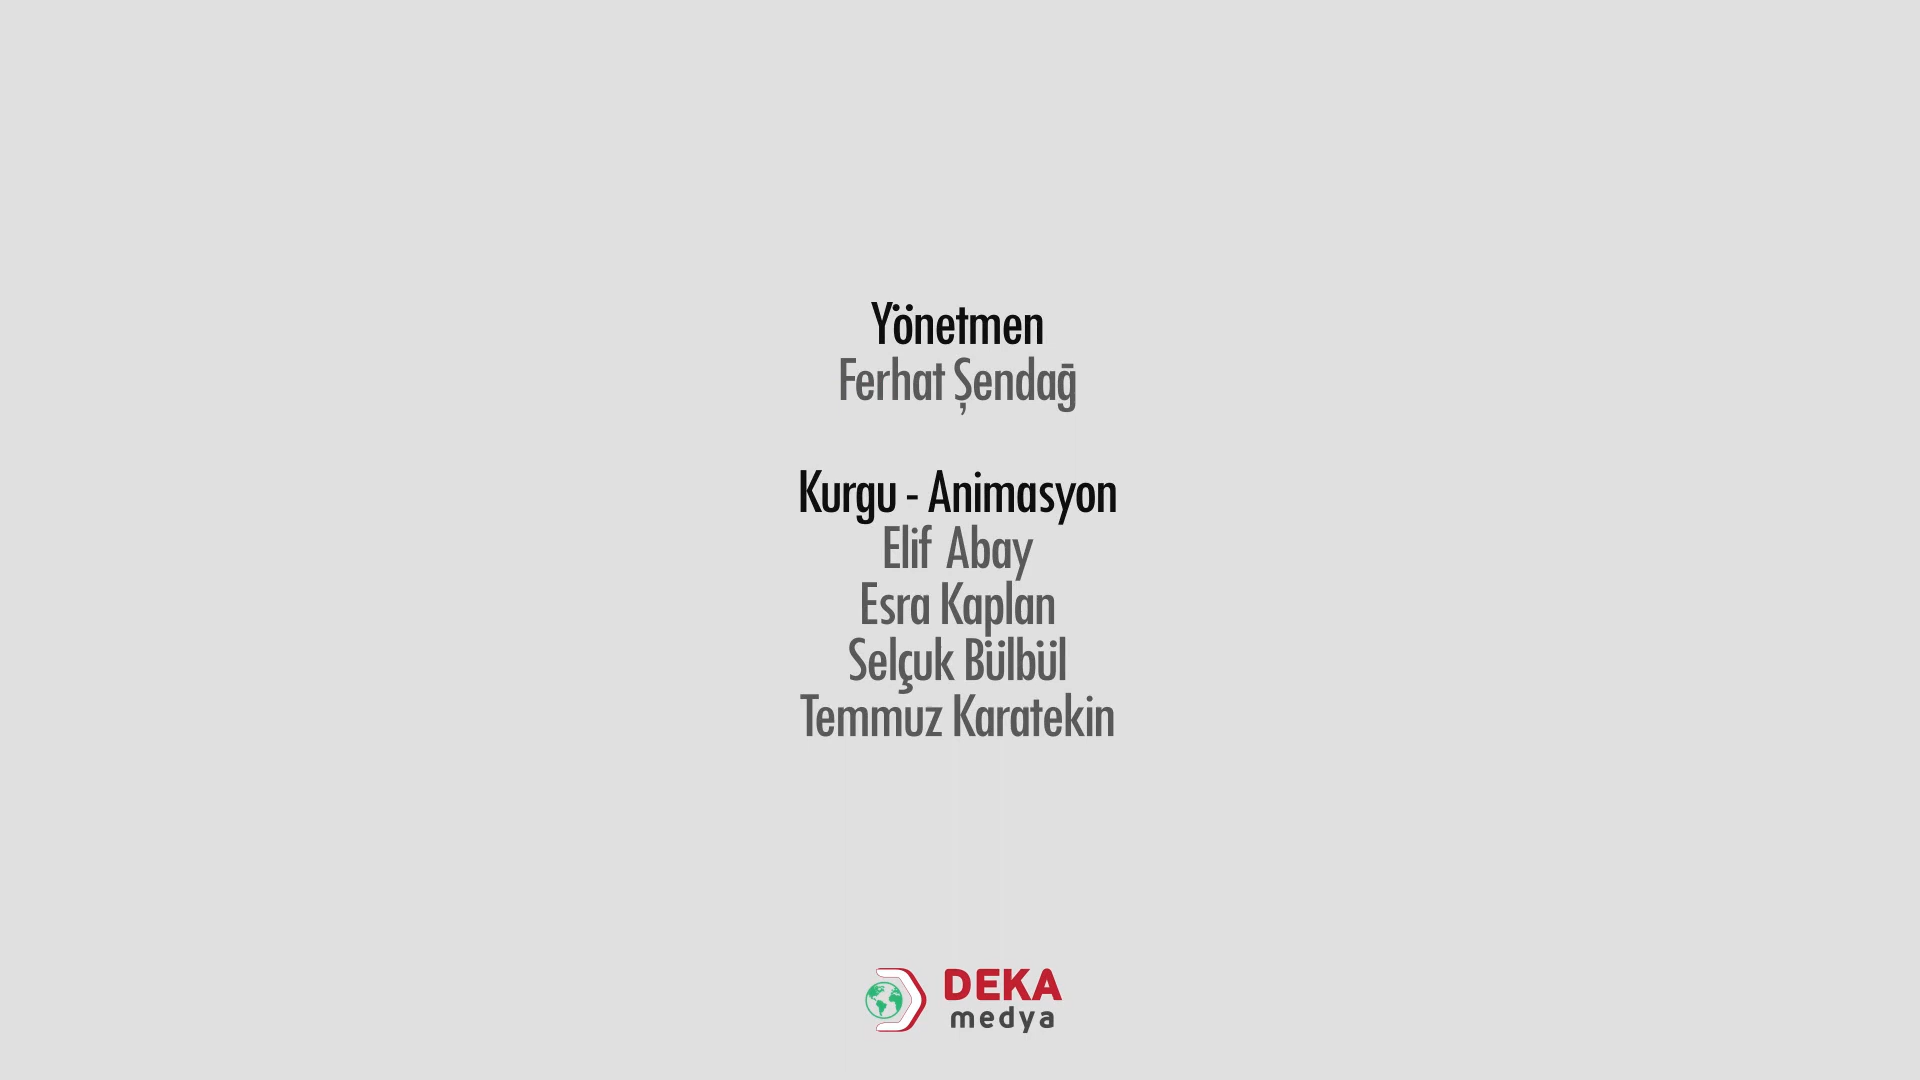 Yönetmen
Ferhat Şendağ
Kurgu - Animasyon
Elif Abay
Esra Kaplan
Selçuk Bülbül
Temmuz Karatekin
DEKA
medya